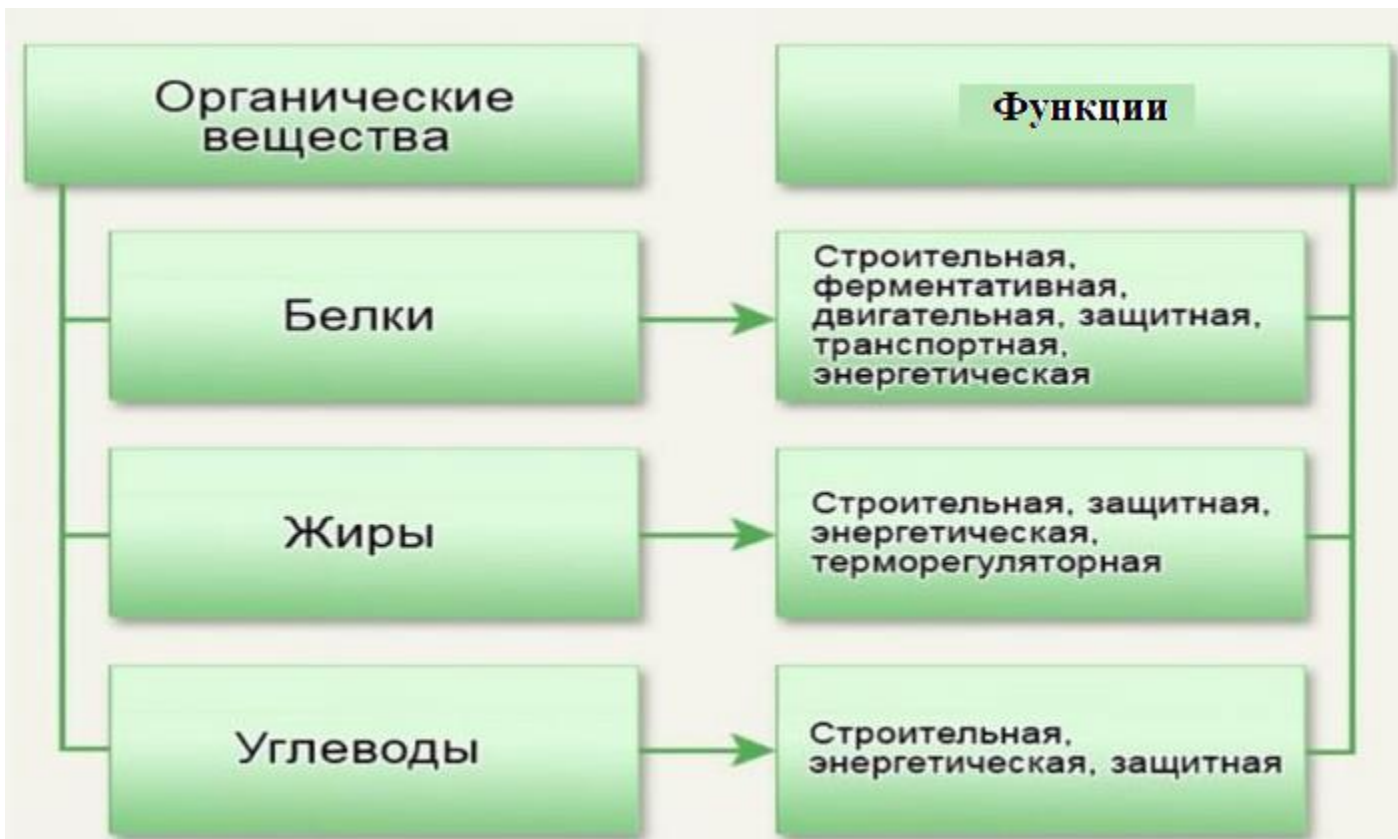 Органические
вещества
Функции
Белки
Строительная,
ферментативная,
двигательная, защитная,
транспортная,
энергетическая
Жиры
Строительная, защитная,
энергетическая,
терморегуляторная
Углеводы
Строительная,
энергетическая, защитная